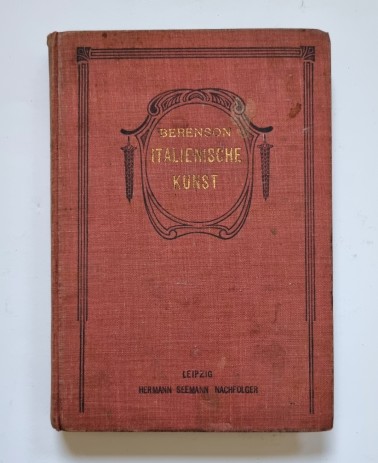 BERENSON
ITALIENISCHE
KUNST
LEIPZIG
HERMANN SEEMANN NACHFOLGER